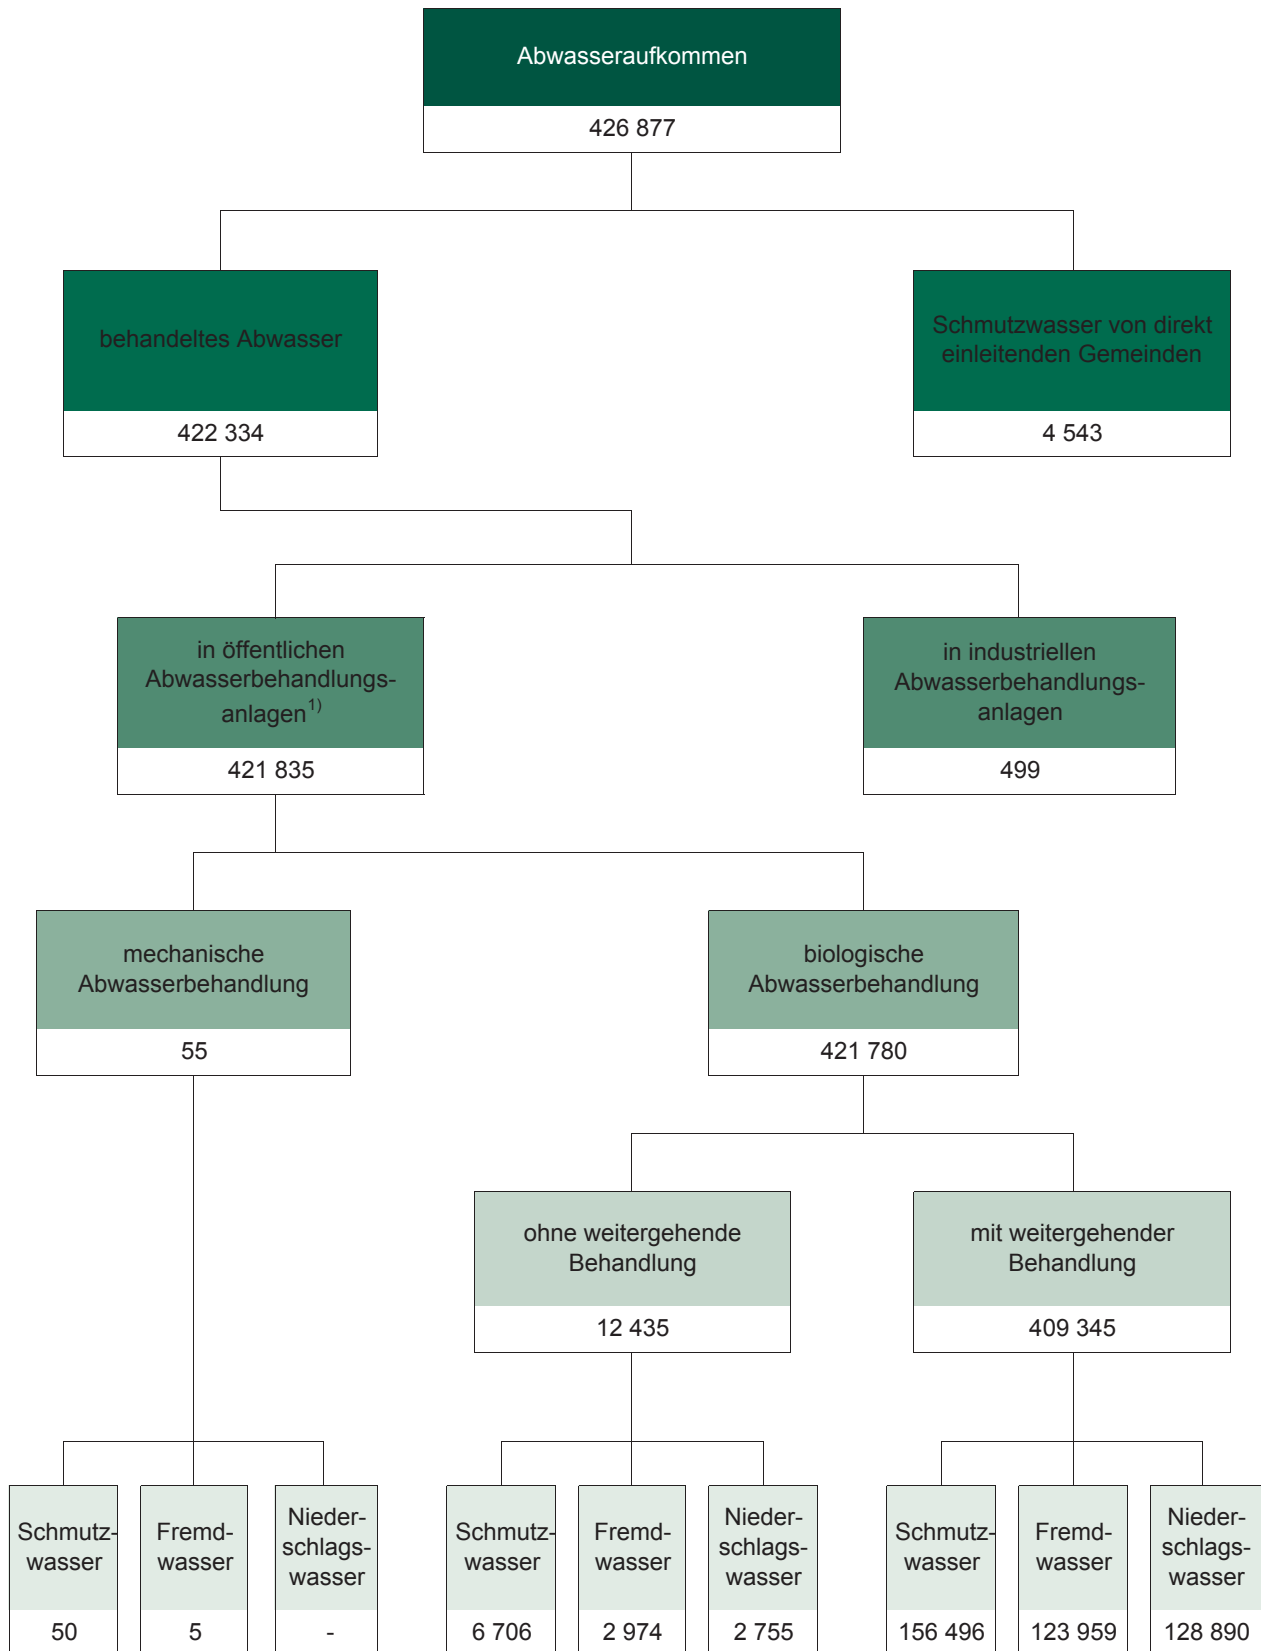 Abwasseraufkommen
426 877
behandeltes Abwasser
422 334
Schmutzwasser von direkt
einleitenden Gemeinden
4 543
in öffentlichen
Abwasserbehandlungs-
anlagen1)
421 835
in industriellen
Abwasserbehandlungs-
anlagen
499
mechanische
Abwasserbehandlung
55
biologische
Abwasserbehandlung
421 780
ohne weitergehende
Behandlung
12 435
mit weitergehender
Behandlung
409 345
Schmutz-
wasser
50
Fremd-
wasser
5
Nieder-
schlags-
wasser
-
Schmutz-
wasser
6 706
Fremd-
wasser
2 974
Nieder-
schlags-
wasser
2 755
Schmutz-
wasser
156 496
Fremd-
wasser
123 959
Nieder-
schlags-
wasser
128 890